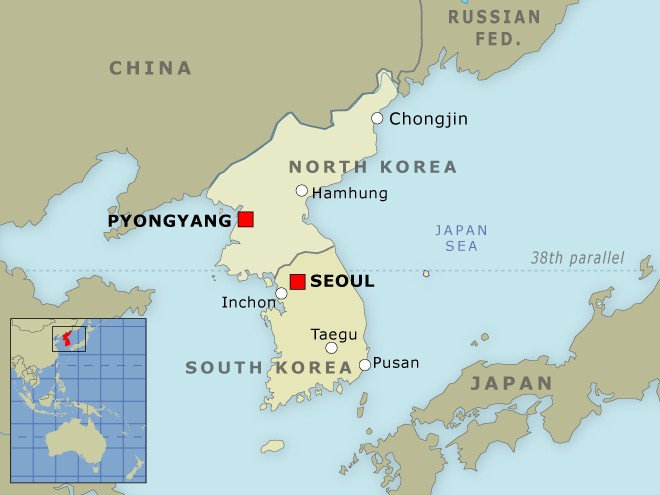 RUSSIAN
FED.
CHINA
Chongjin
NORTH KOREA
Hamhung
PYONGYANG
JAPAN
SEA
38th parallel
SEOUL
Inchon
Taegu
SOUTH KOREA
Pusan
JAPAN